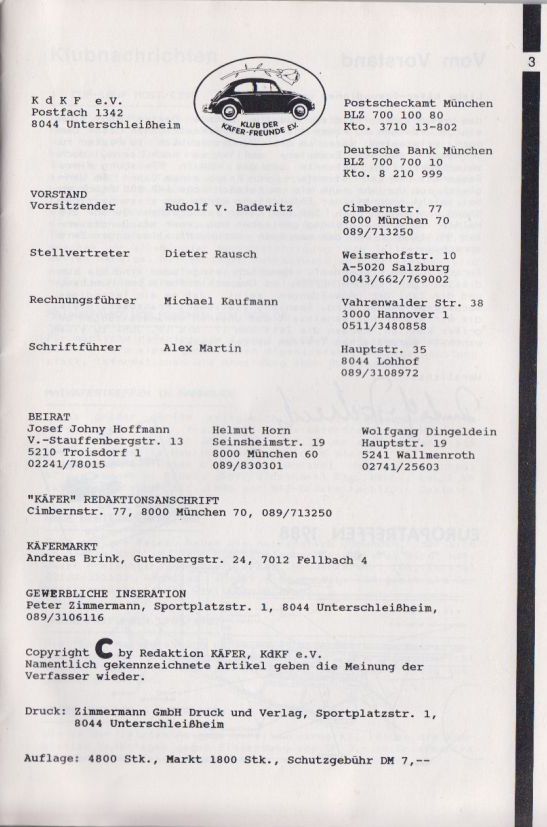 3
K d K F e.V.
Postfach 1342
8044 Unterschleißheim
KLUB DER
KÄFER-FREUNDE E.V.
Postscheckamt München
BLZ 700 100 80
Kto. 3710 13-802
Deutsche Bank München
BLZ 700 700 10
Kto. 8 210 999
VORSTAND
Vorsitzender Rudolf v. Badewitz Cimbernstr. 77
8000 München 70
089/713250
Stellvertreter Dieter Rausch Weiserhofstr. 10
A-5020 Salzburg
0043/662/769002
Rechnungsführer Michael Kaufmann Vahrenwalder Str. 38
3000 Hannover 1
0511/3480858
Schriftführer Alex Martin Hauptstr. 35
8044 Lohhof
089/3108972
BEIRAT
Josef Johny Hoffmann Helmut Horn Wolfgang Dingeldein
V.-Stauffenbergstr. 13 Seinsheimstr. 19 Hauptstr. 19
5210 Troisdorf 1 8000 München 60 5241 Wallmenroth
02241/78015 089/830301 02741/25603
"KÄFER" REDAKTIONSANSCHRIFT
Cimbernstr. 77, 8000 München 70, 089/713250
KÄFERMARKT
Andreas Brink, Gutenbergstr. 24, 7012 Fellbach 4
GEWERBLICHE INSERATION
Peter Zimmermann, Sportplatzstr. 1, 8044 Unterschleißheim,
089/3106116
Copyright C by Redaktion KÄFER, KdKF e.V.
Namentlich gekennzeichnete Artikel geben die Meinung der
Verfasser wieder.
Druck: Zimmermann GmbH Druck und Verlag, Sportplatzstr. 1,
8044 Unterschleißheim
Auflage: 4800 Stk., Markt 1800 Stk., Schutzgebühr DM 7,--